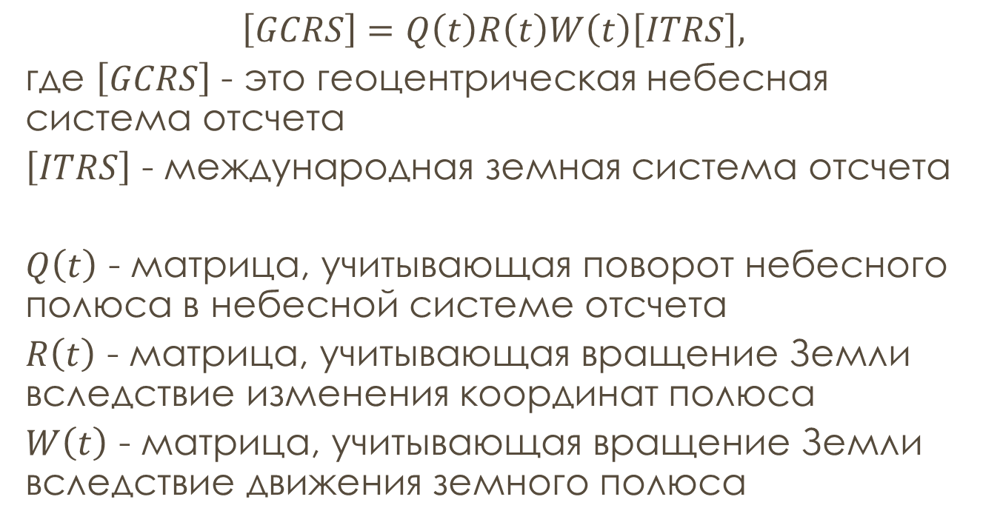 [GCRS] = Q(t)R(t)W(t)[ITRS],
где [GCRS] - это геоцентрическая небесная
система отсчета
[ITRS] - международная земная система отсчета
Q(t) - матрица, учитывающая поворот небесного
полюса в небесной системе отсчета
R(t) - матрица, учитывающая вращение Земли
вследствие изменения координат полюса
W(t) - матрица, учитывающая вращение Земли
вследствие движения земного полюса